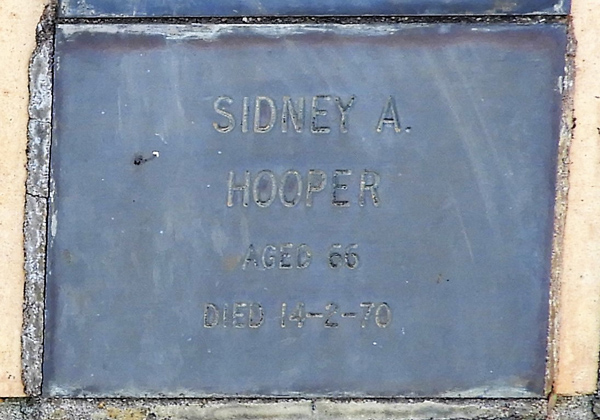 SIDNEY A.
HOOPER
AGED 66
DIED 14-2-70